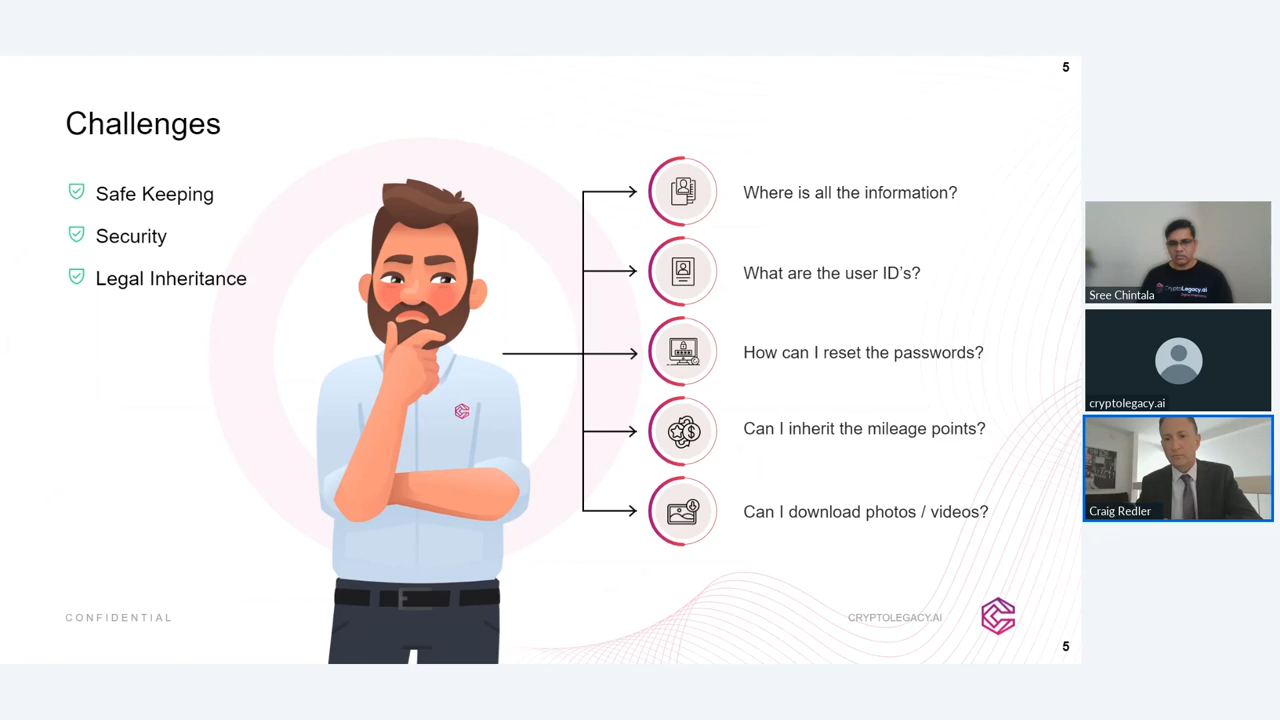 5
Challenges
Safe Keeping
Security
Legal Inheritance
Where is all the information?
What are the user ID's?
How can I reset the passwords?
Can I inherit the mileage points?
Can I download photos / videos?
CONFIDENTIAL
CRYPTOLEGACY.AI
5
CryptoLegacy.ai
Sree Chintala
cryptolegacy.ai
Craig Redler